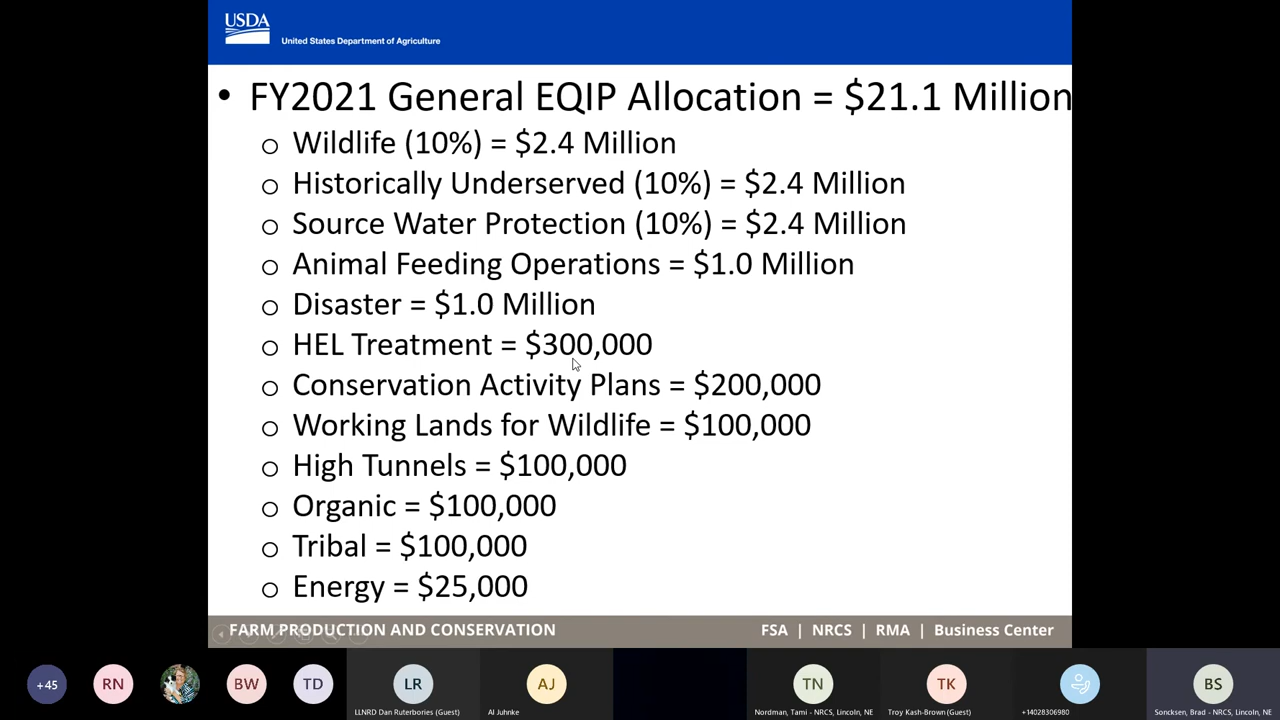 USDA
United States Department of Agriculture
• FY2021 General EQIP Allocation = $21.1 Million
o Wildlife (10%) = $2.4 Million
o Historically Underserved (10%) = $2.4 Million
o Source Water Protection (10%) = $2.4 Million
o Animal Feeding Operations = $1.0 Million
o Disaster = $1.0 Million
o HEL Treatment = $300,000
o Conservation Activity Plans = $200,000
o Working Lands for Wildlife = $100,000
o High Tunnels = $100,000
o Organic = $100,000
o Tribal = $100,000
o Energy = $25,000
FARM PRODUCTION AND CONSERVATION
FSA | NRCS | RMA | Business Center
+45
RN
BW
TD
LR
AJ
TN
TK
BS
LLNRD Dan Ruterbories (Guest)
Al Juhnke
Nordman, Tami - NRCS, Lincoln, NE
Troy Kash-Brown (Guest)
+14028306980
Soncksen, Brad - NRCS, Lincoln, NE